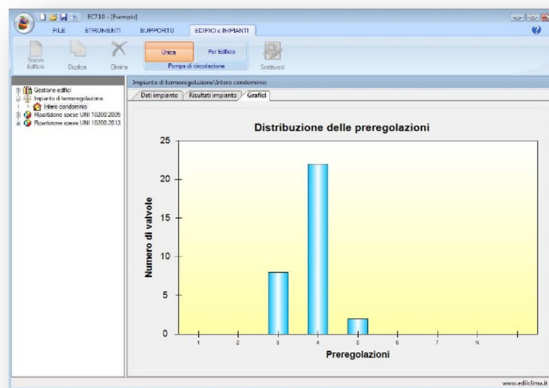 EC710 - [Esempio]
FILE STRUMENTI SUPPORTO EDIFICI e IMPIANTI
Nuovo Edificio Duplica Elimina Unica Per Edificio Sostituisci
Pompa di circolazione
Gestione edifici
Impianto di termoregolazione
Intero condominio
Ripartizione spese UNI 10200:2005
Ripartizione spese UNI 10200:2013
Impianto di termoregolazione\Intero condominio
Dati impianto Risultati impianto Grafici
Distribuzione delle preregolazioni
Numero di valvole
25
20
15
10
5
0
1 2 3 4 5 6 7 N
Preregolazioni
www.edilclima.it